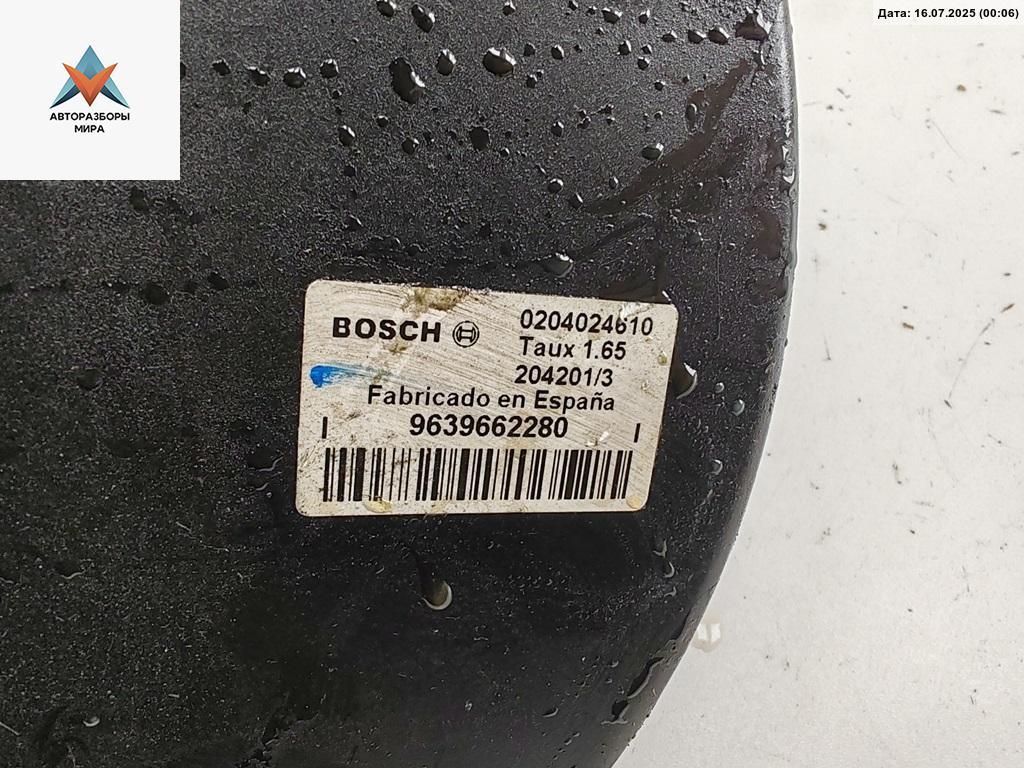 Дата: 16.07.2025 (00:06)
АВТОРАЗБОРЫ
МИРА
BOSCH
0204024610
Taux 1.65
204201/3
Fabricado en España
9639662280